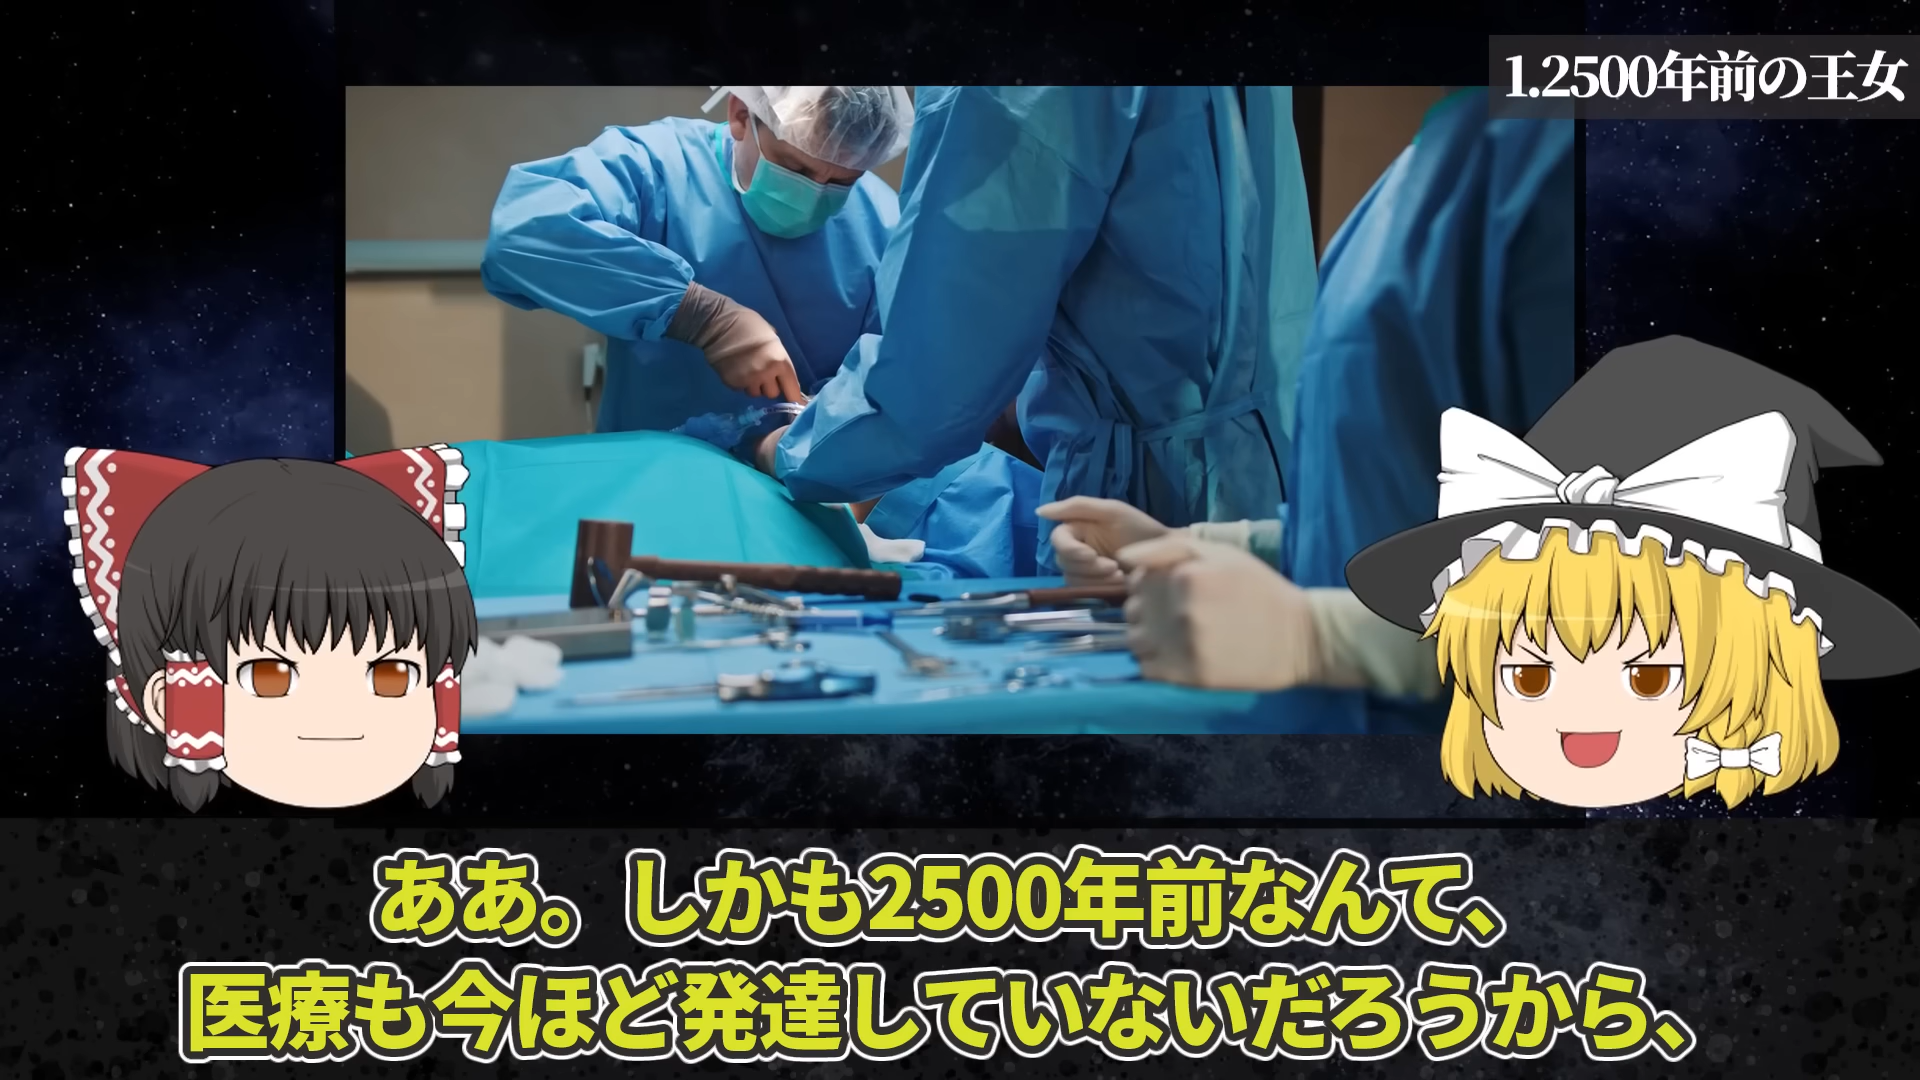 1.2500年前の王女
ああ。しかも2500年前なんて、
医療も今ほど発達していないだろうから、